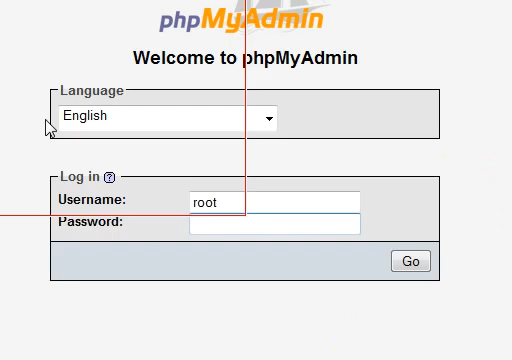 phpMyAdmin
Welcome to phpMyAdmin
Language
English
Log in ?
Username:
root
Password:
Go